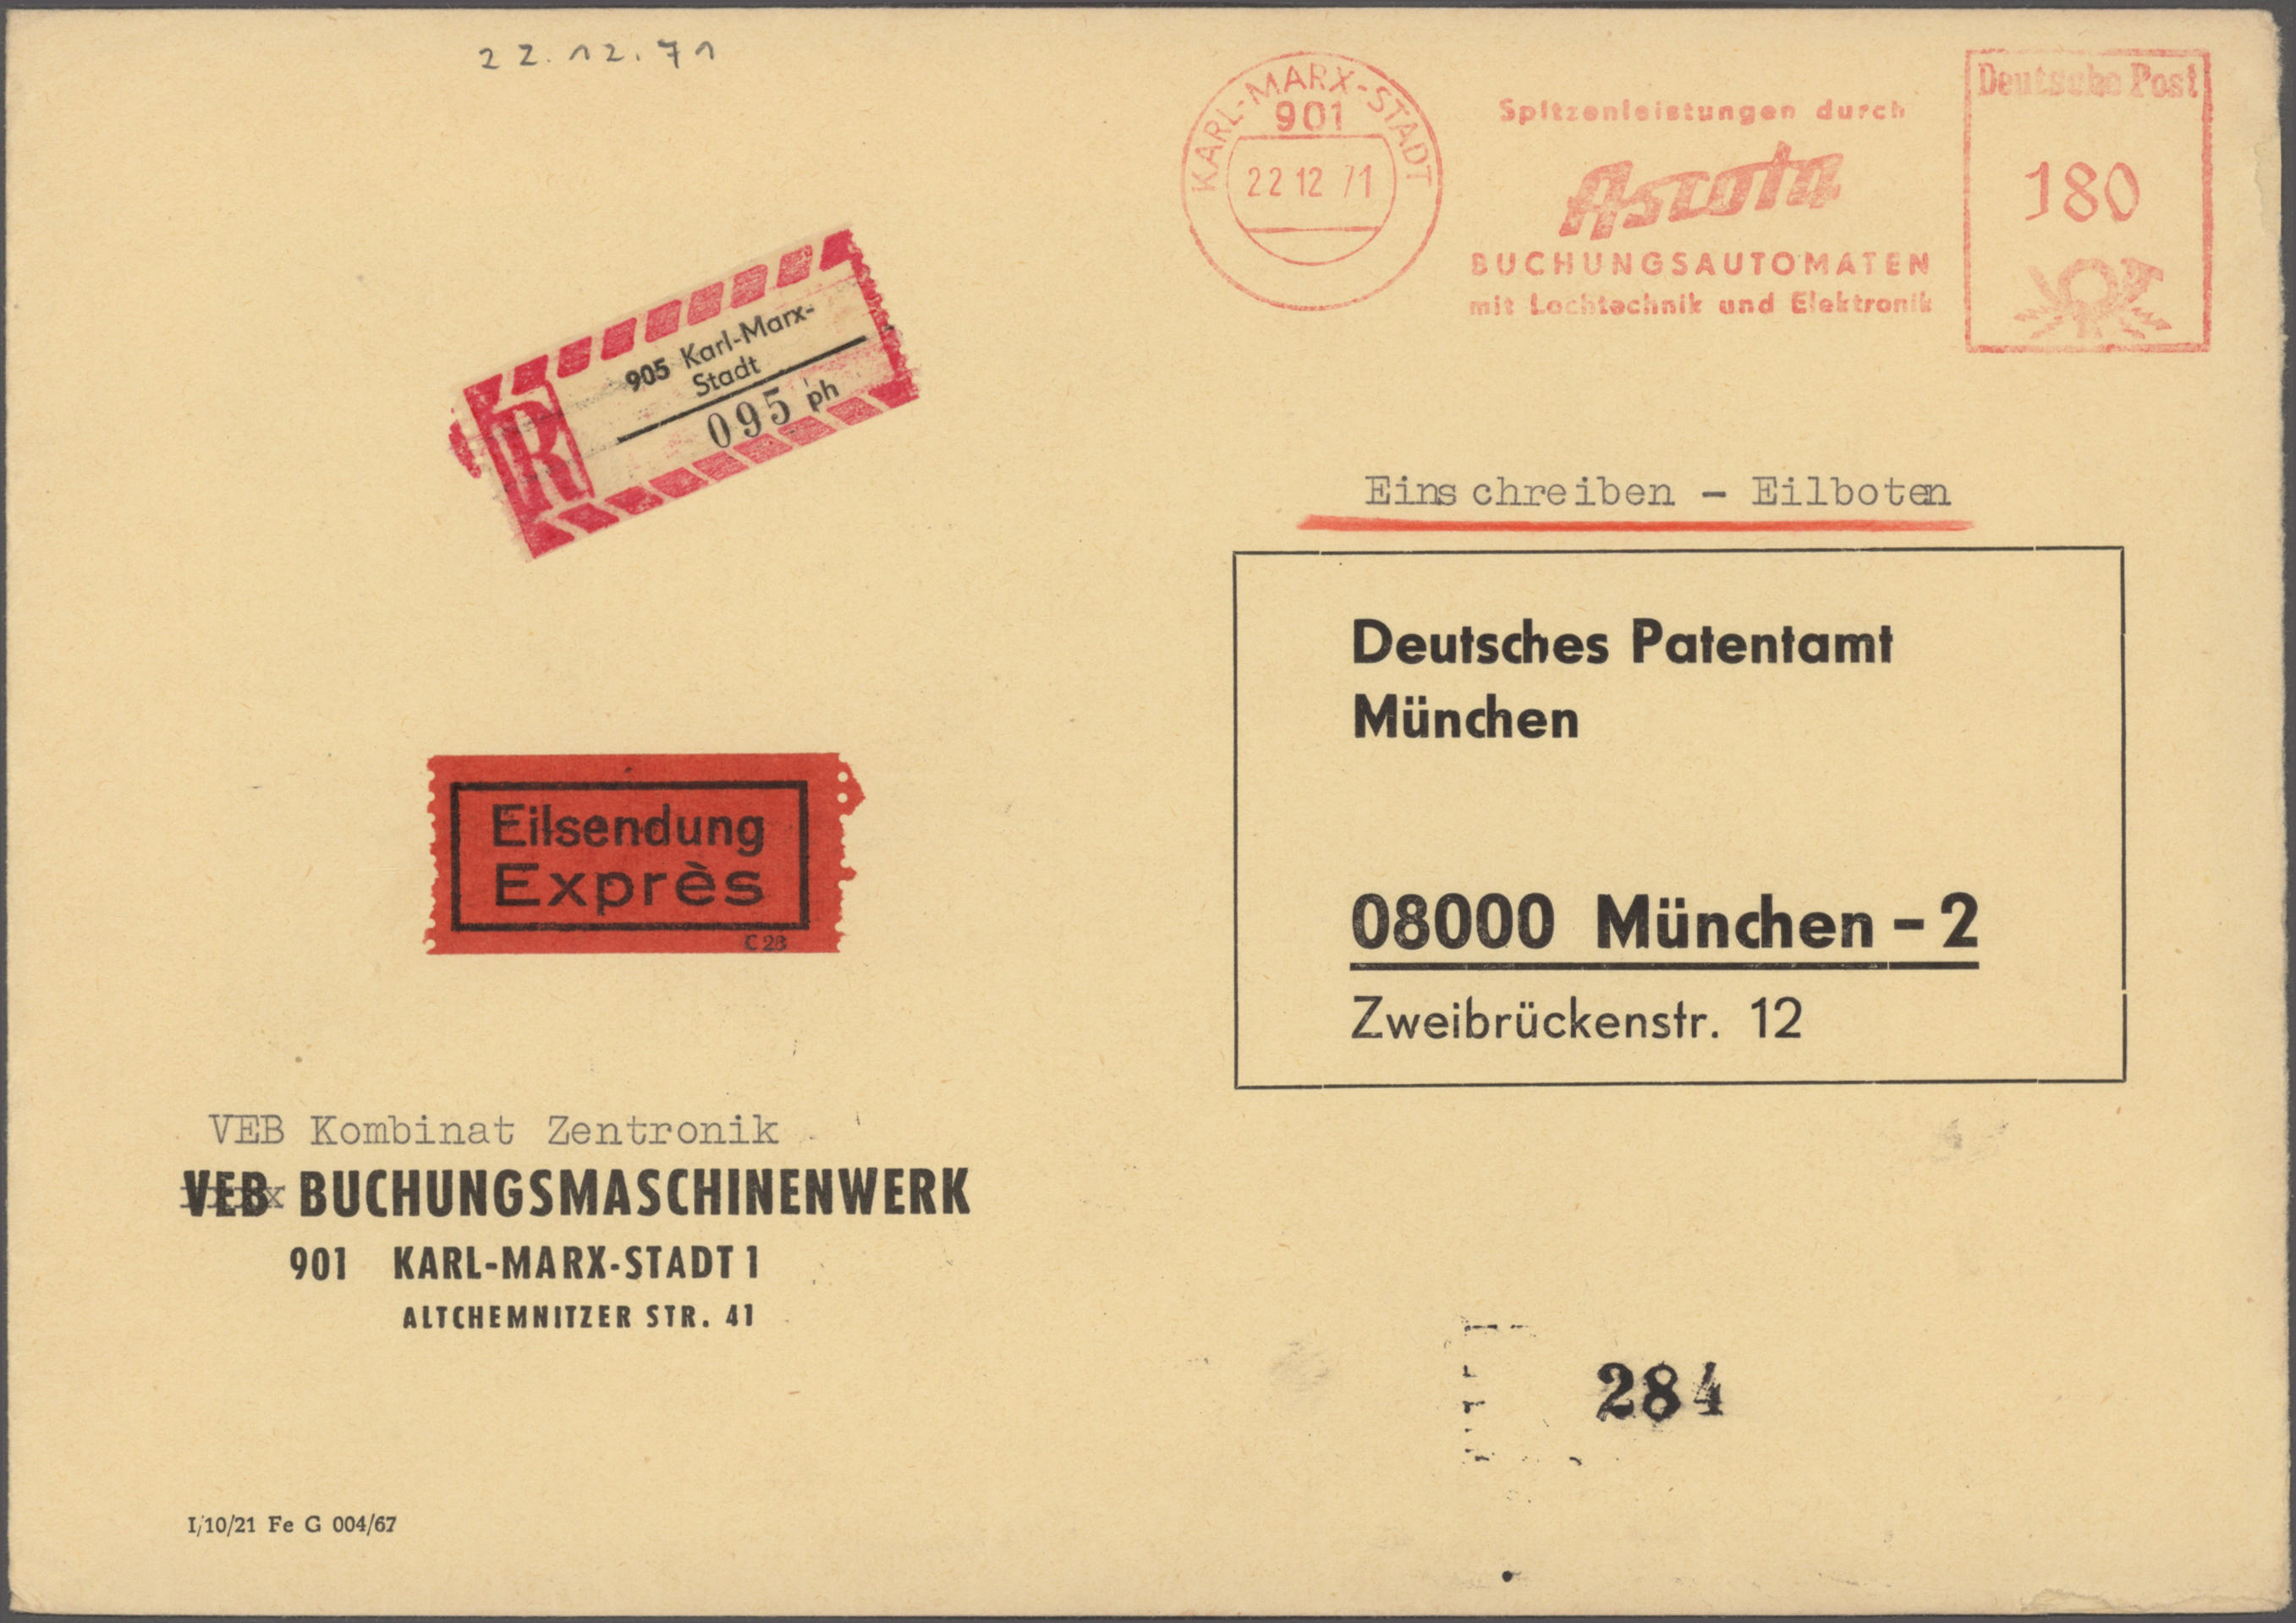 22.12.71
KARL-MARX-STADT
901
22 12 71
Spitzenleistungen durch
Ascota
BUCHUNGSAUTOMATEN
mit Lochtechnik und Elektronik
Deutsche Post
180
R
905 Karl-Marx-
Stadt
095 ph
Einschreiben - Eilboten
Deutsches Patentamt
München
08000 München - 2
Zweibrückenstr. 12
Eilsendung
Exprès
C 28
VEB Kombinat Zentronik
VEB BUCHUNGSMASCHINENWERK
901 KARL-MARX-STADT 1
ALTCHEMNITZER STR. 41
284
I/10/21 Fe G 004/67